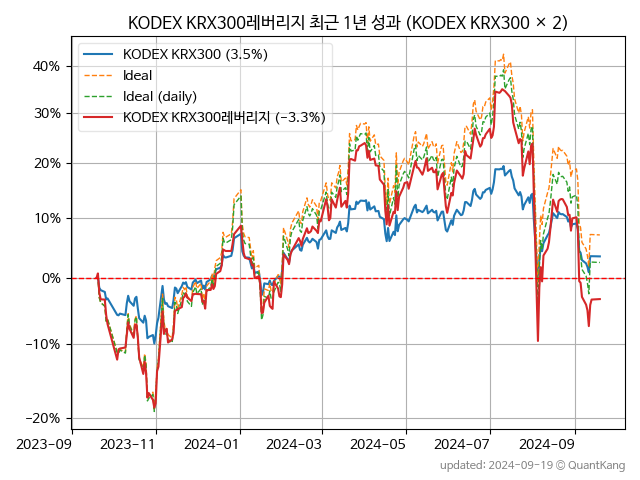 KODEX KRX300레버리지 최근 1년 성과 (KODEX KRX300 × 2)
KODEX KRX300 (3.5%)
Ideal
Ideal (daily)
KODEX KRX300레버리지 (−3.3%)
40%
30%
20%
10%
0%
−10%
−20%
2023-09 2023-11 2024-01 2024-03 2024-05 2024-07 2024-09
updated: 2024-09-19 © QuantKang